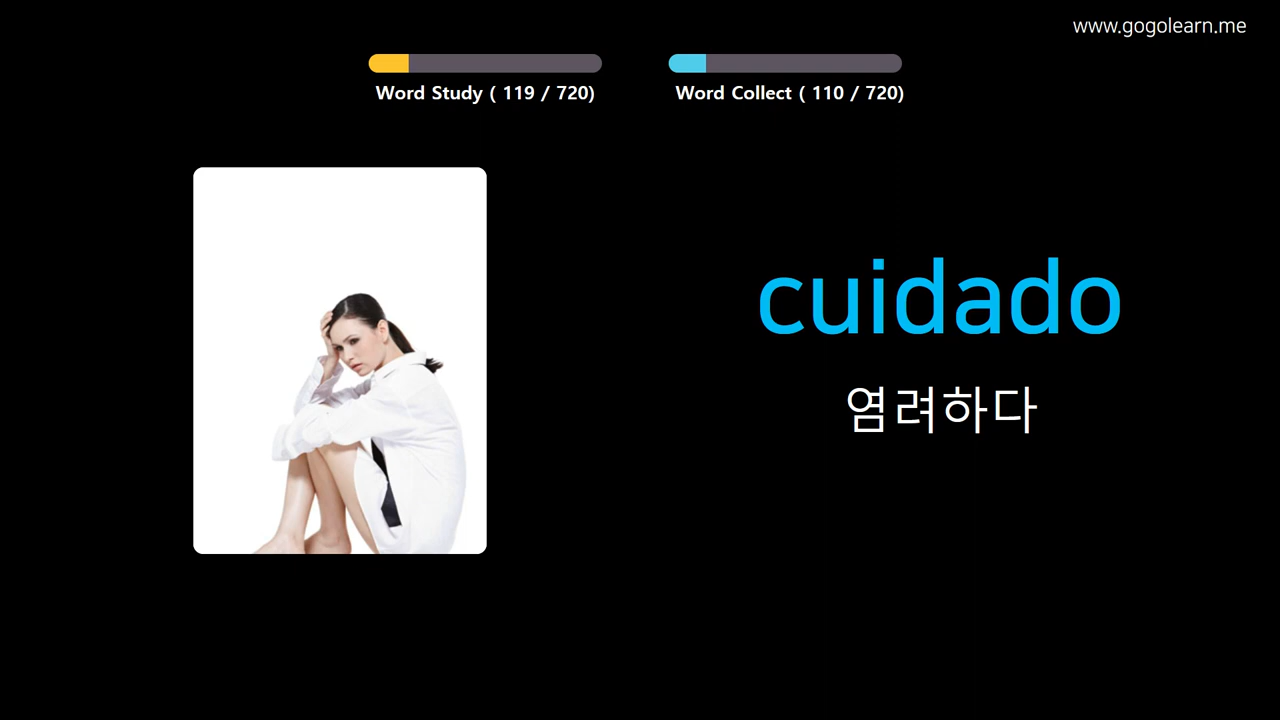 www.gogolearn.me
Word Study ( 119 / 720)
Word Collect ( 110 / 720)
cuidado
염려하다